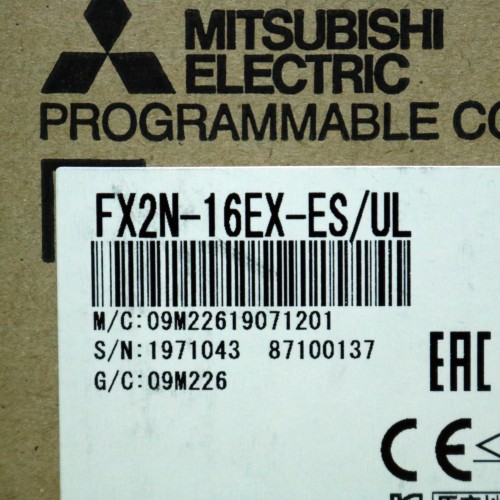 MITSUBISHI
ELECTRIC
PROGRAMMABLE
FX2N-16EX-ES/UL
M/C:09M22619071201
S/N:1971043 87100137
G/C:09M226
EAC
CE